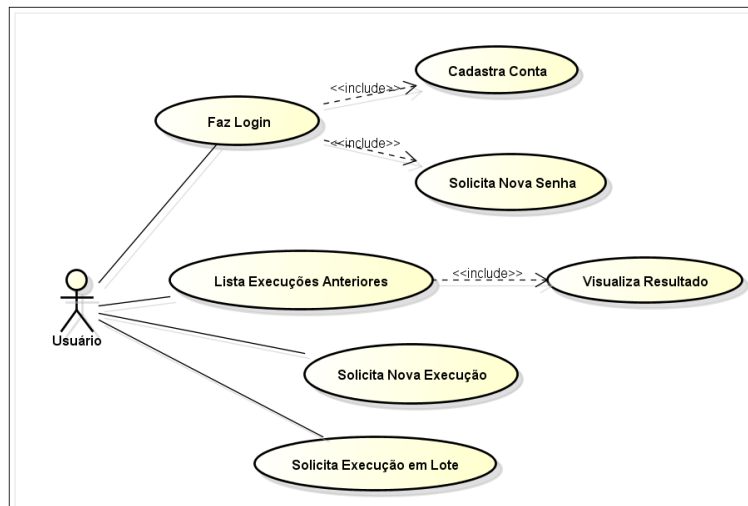 Cadastra Conta
<<include>>
Faz Login
<<include>>
Solicita Nova Senha
Lista Execuções Anteriores
<<include>>
Visualiza Resultado
Usuário
Solicita Nova Execução
Solicita Execução em Lote